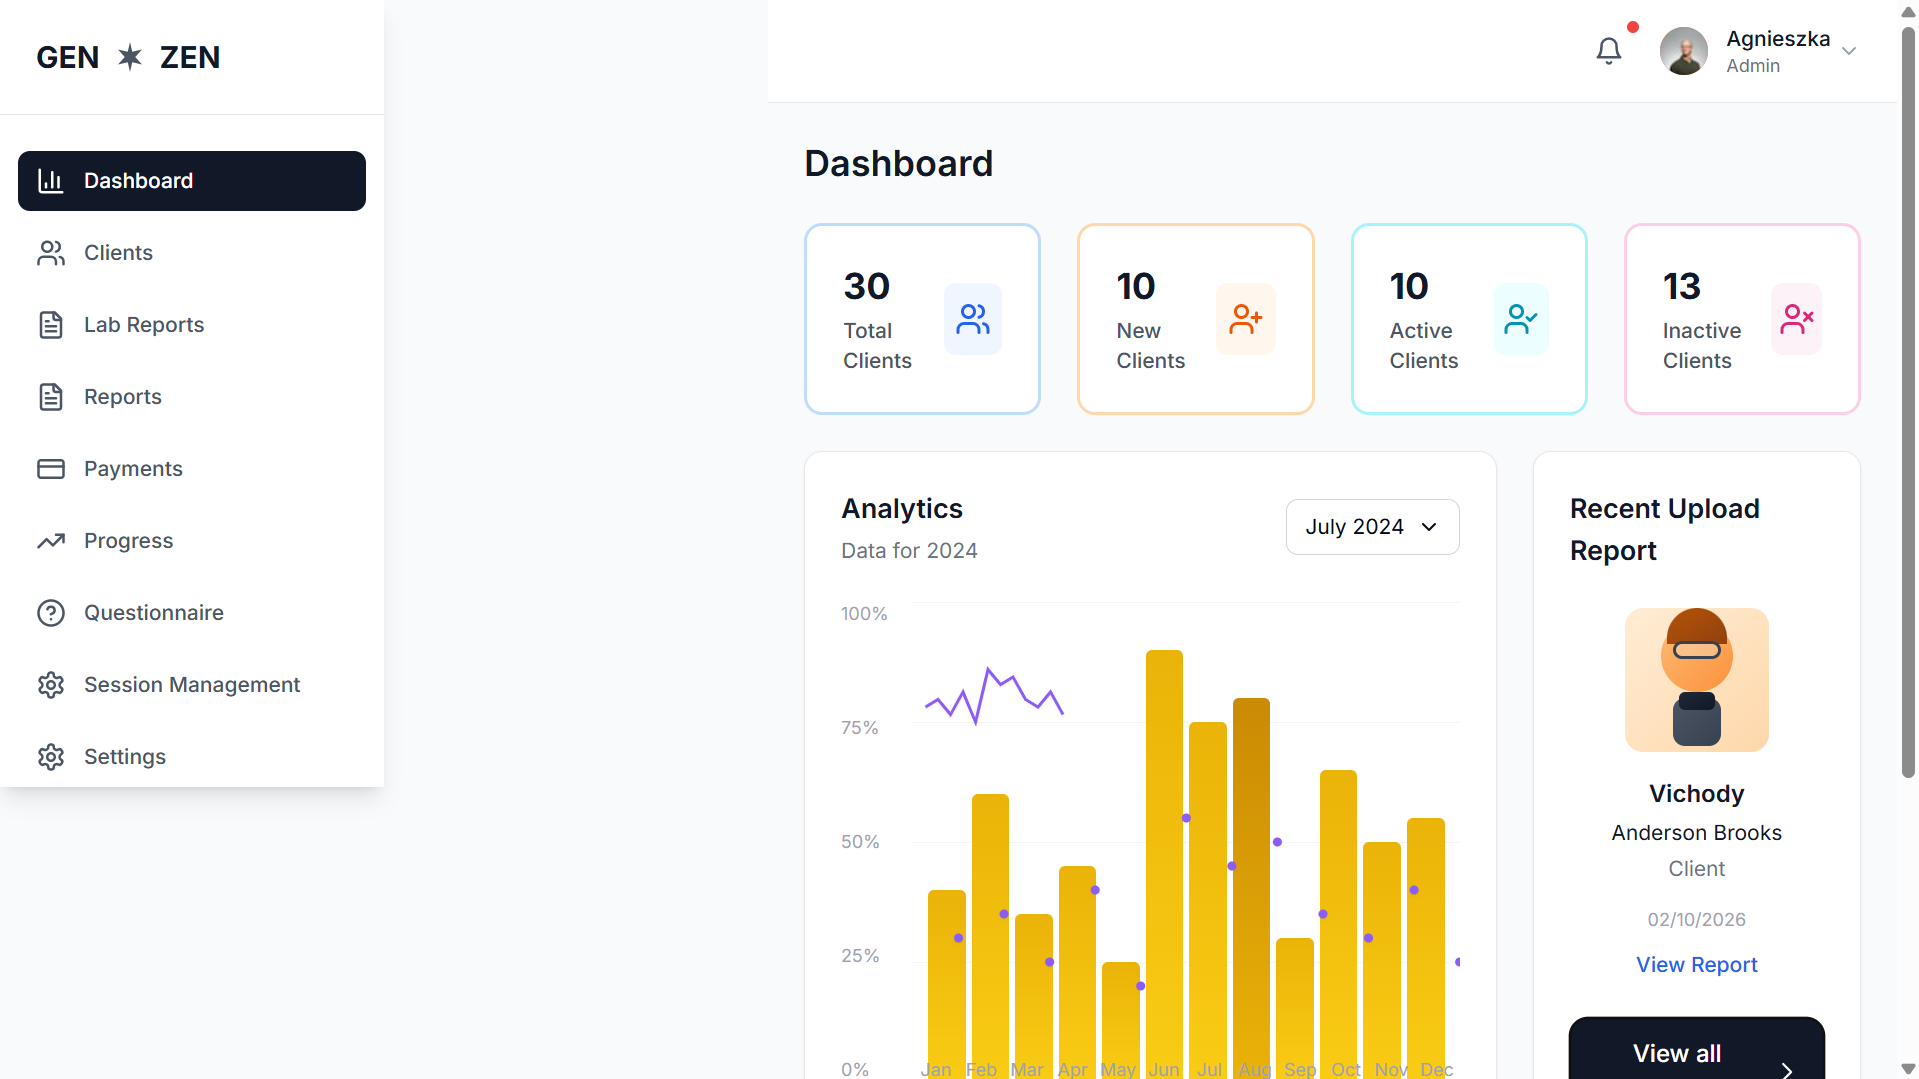 GEN ZEN
Dashboard
Clients
Lab Reports
Reports
Payments
Progress
Questionnaire
Session Management
Settings
Agnieszka
Admin
Dashboard
30
Total
Clients
10
New
Clients
10
Active
Clients
13
Inactive
Clients
Analytics
Data for 2024
July 2024
100%
75%
50%
25%
0%
Jan Feb Mar Apr May Jun Jul Aug Sep Oct Nov Dec
Recent Upload
Report
Vichody
Anderson Brooks
Client
02/10/2026
View Report
View all